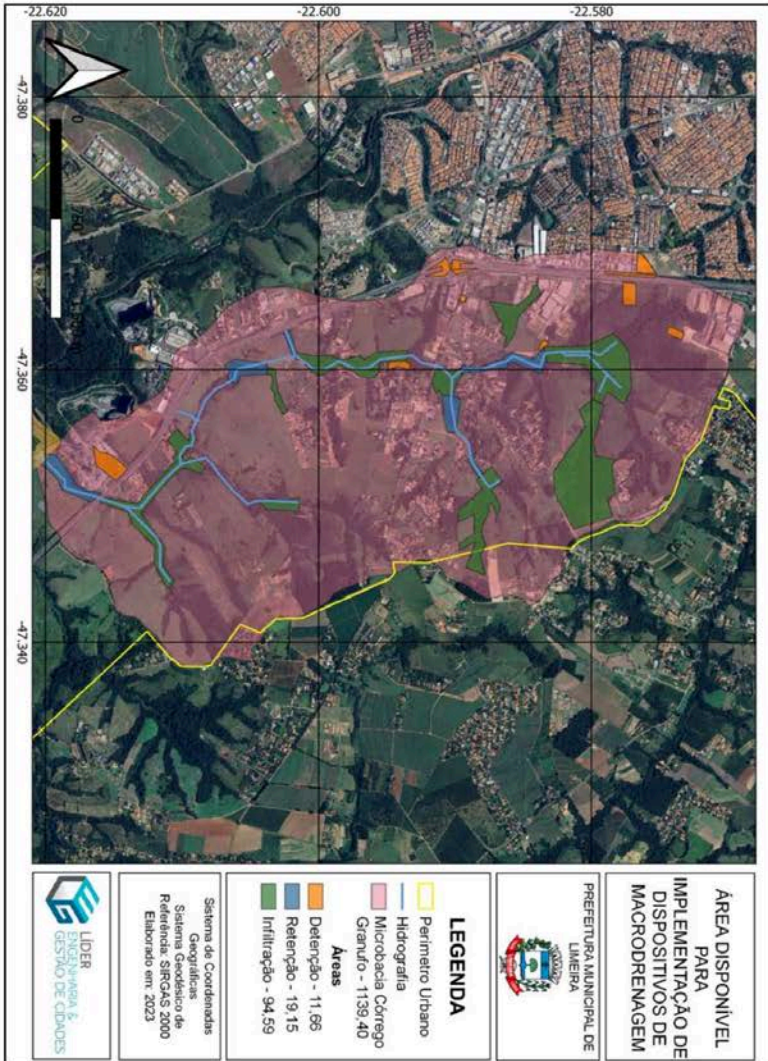 -22.620
-22.600
-22.580
-47.380
-47.360
-47.340
0
ÁREA DISPONÍVEL
PARA
IMPLEMENTAÇÃO DE
DISPOSITIVOS DE
MACRODRENAGEM
PREFEITURA MUNICIPAL DE
LIMEIRA
LEGENDA
Perímetro Urbano
Hidrografia
Microbacia Córrego
Granufo - 1139,40
Áreas
Detenção - 11,66
Retenção - 19,15
Infiltração - 94,59
Sistema de Coordenadas
Geográficas
Sistema Geodésico de
Referência: SIRGAS 2000
Elaborado em: 2023
LÍDER
ENGENHARIA &
GESTÃO DE CIDADES